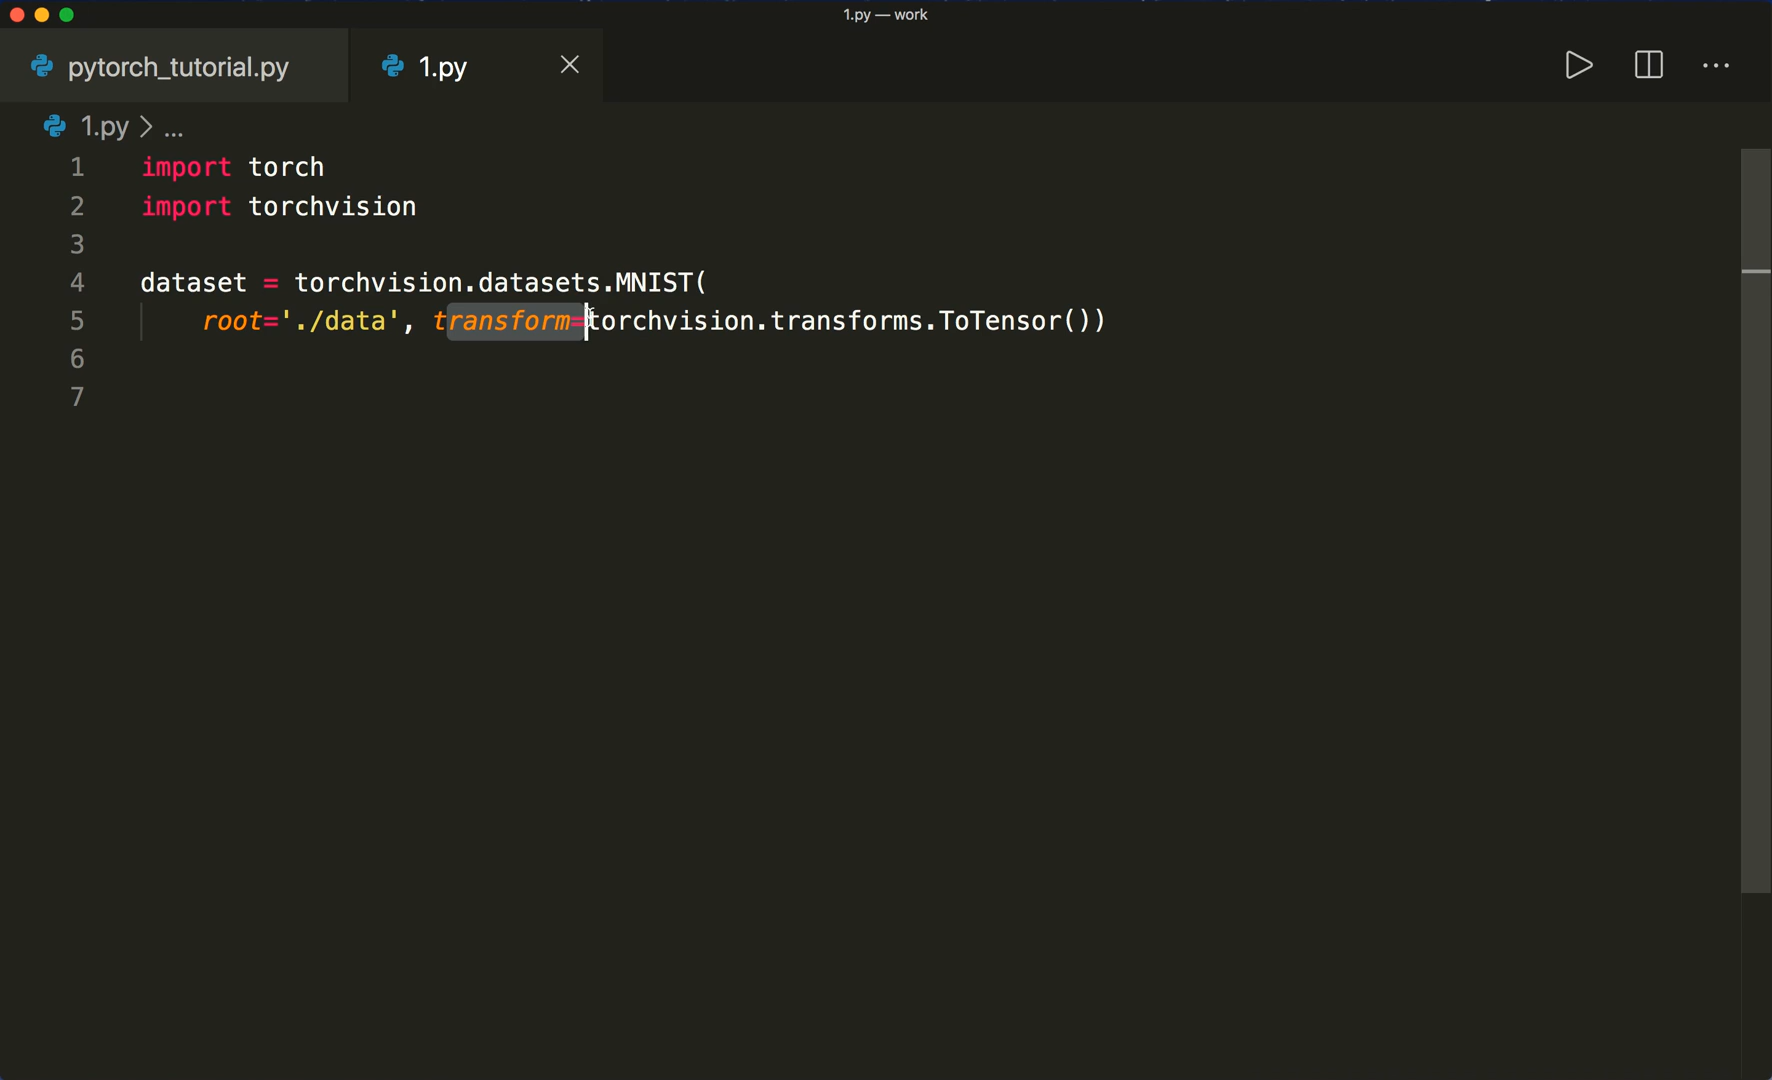 1.py — work
pytorch_tutorial.py
1.py
1.py > ...
1 import torch
2 import torchvision
3
4 dataset = torchvision.datasets.MNIST(
5 root='./data', transform=torchvision.transforms.ToTensor())
6
7